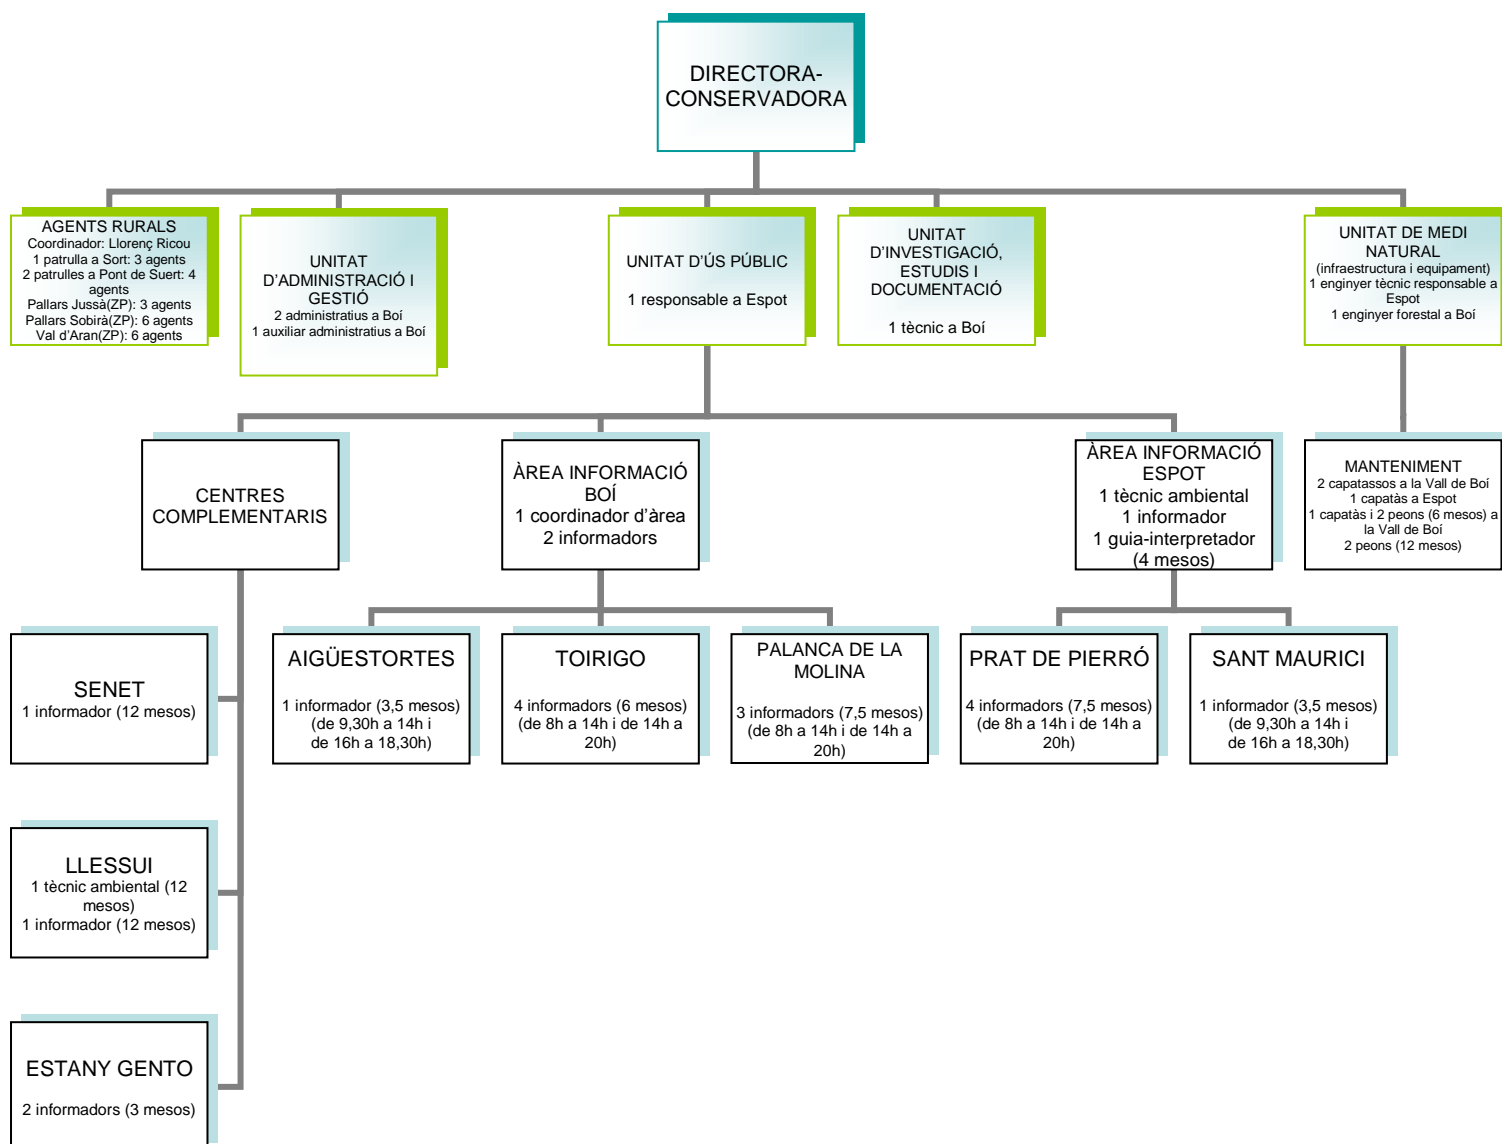 DIRECTORA-
CONSERVADORA
AGENTS RURALS
Coordinador: Llorenç Ricou
1 patrulla a Sort: 3 agents
2 patrulles a Pont de Suert: 4
agents
Pallars Jussà(ZP): 3 agents
Pallars Sobirà(ZP): 6 agents
Val d'Aran(ZP): 6 agents
UNITAT
D'ADMINISTRACIÓ I
GESTIÓ
2 administratius a Boí
1 auxiliar administratius a Boí
UNITAT D'ÚS PÚBLIC
1 responsable a Espot
UNITAT
D'INVESTIGACIÓ,
ESTUDIS I
DOCUMENTACIÓ
1 tècnic a Boí
UNITAT DE MEDI
NATURAL
(infraestructura i equipament)
1 enginyer tècnic responsable a
Espot
1 enginyer forestal a Boí
CENTRES
COMPLEMENTARIS
ÀREA INFORMACIÓ
BOÍ
1 coordinador d'àrea
2 informadors
ÀREA INFORMACIÓ
ESPOT
1 tècnic ambiental
1 informador
1 guia-interpretador
(4 mesos)
MANTENIMENT
2 capatassos a la Vall de Boí
1 capatàs a Espot
1 capatàs i 2 peons (6 mesos) a
la Vall de Boí
2 peons (12 mesos)
SENET
1 informador (12 mesos)
AIGÜESTORTES
1 informador (3,5 mesos)
(de 9,30h a 14h i
de 16h a 18,30h)
TOIRIGO
4 informadors (6 mesos)
(de 8h a 14h i de 14h a
20h)
PALANCA DE LA
MOLINA
3 informadors (7,5 mesos)
(de 8h a 14h i de 14h a
20h)
PRAT DE PIERRÓ
4 informadors (7,5 mesos)
(de 8h a 14h i de 14h a
20h)
SANT MAURICI
1 informador (3,5 mesos)
(de 9,30h a 14h i
de 16h a 18,30h)
LLESSUI
1 tècnic ambiental (12
mesos)
1 informador (12 mesos)
ESTANY GENTO
2 informadors (3 mesos)